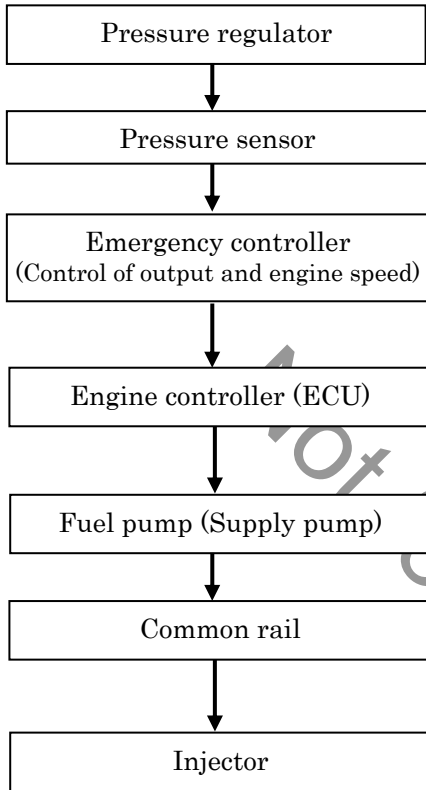 Pressure regulator
Pressure sensor
Emergency controller
(Control of output and engine speed)
Engine controller (ECU)
Fuel pump (Supply pump)
Common rail
Injector
Not